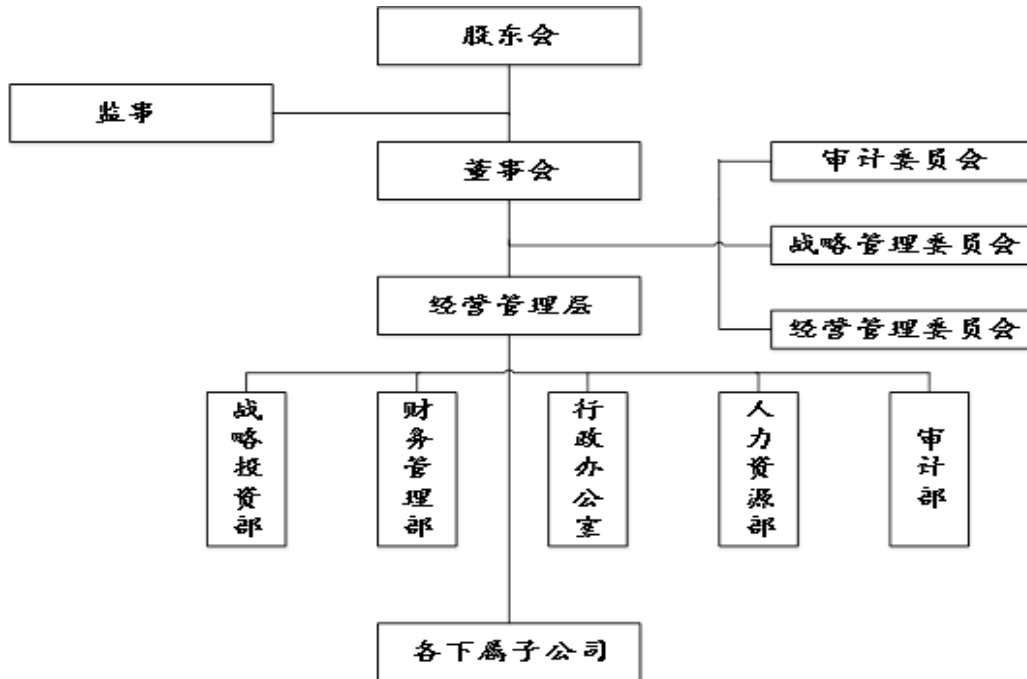 股东会
监事
董事会
审计委员会
战略管理委员会
经营管理层
经营管理委员会
战略投资部
财务管理部
行政办公室
人力资源部
审计部
各下属子公司